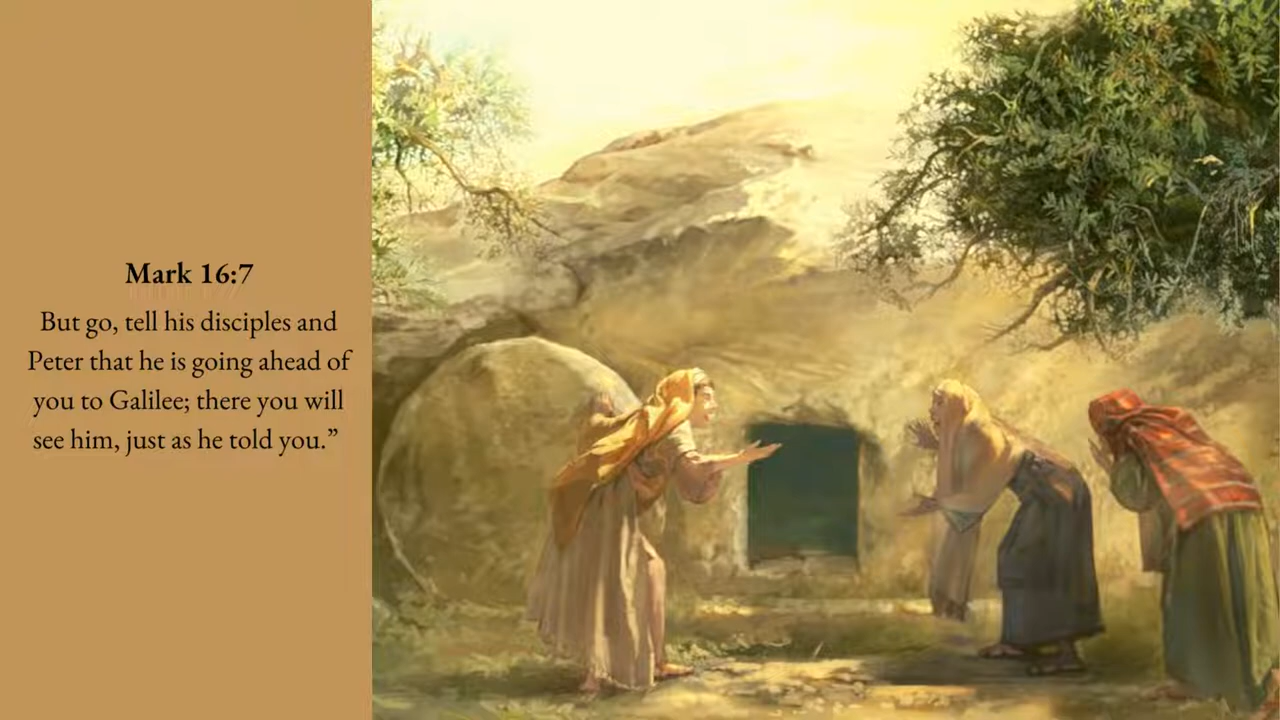 Mark 16:7
But go, tell his disciples and
Peter that he is going ahead of
you to Galilee; there you will
see him, just as he told you.”